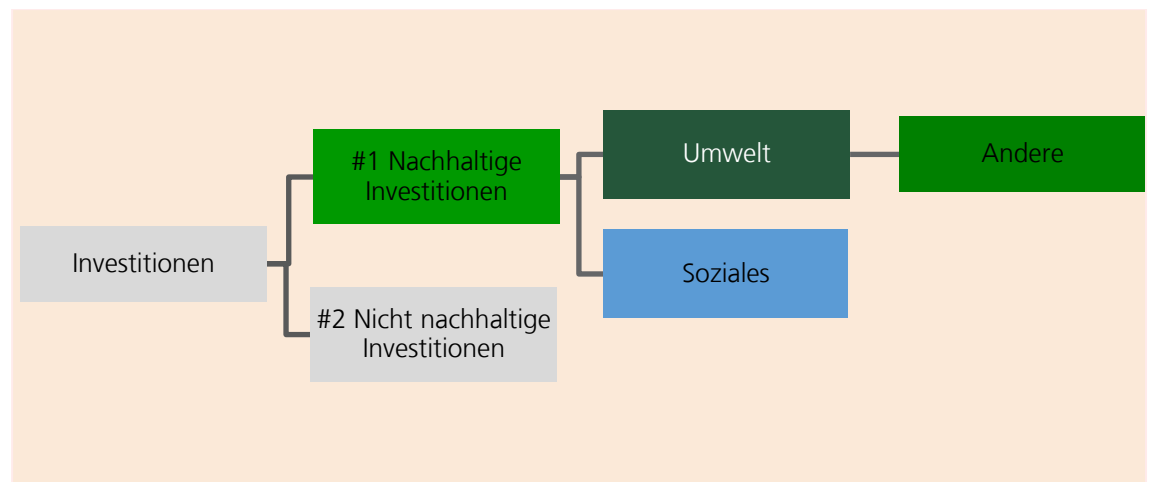 Investitionen
#1 Nachhaltige
Investitionen
#2 Nicht nachhaltige
Investitionen
Umwelt
Soziales
Andere